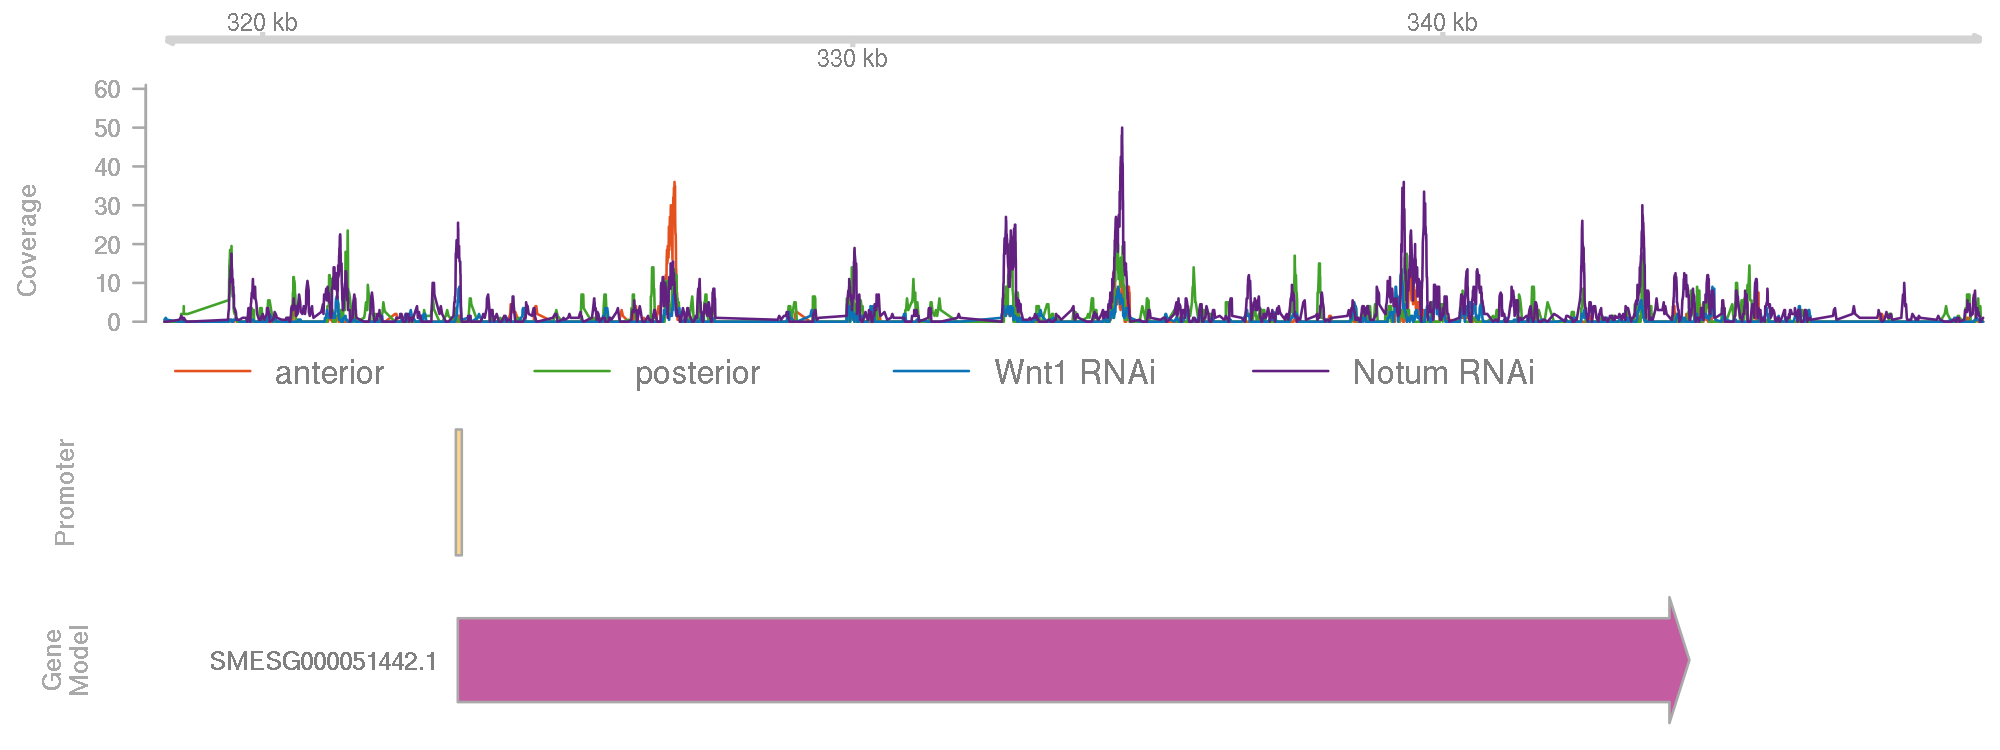 320 kb
340 kb
330 kb
60
50
40
30
20
10
0
Coverage
anterior posterior Wnt1 RNAi Notum RNAi
Promoter
Gene
Model
SMESG000051442.1